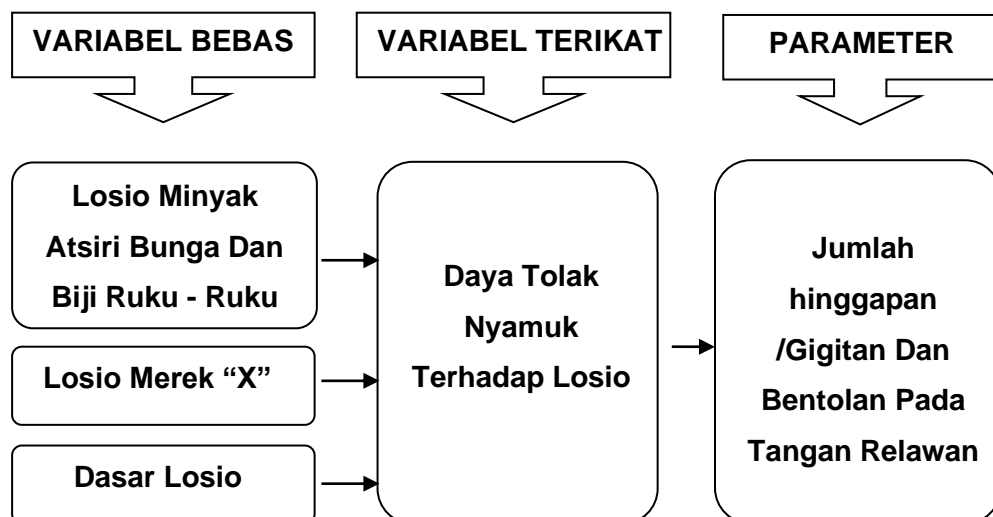 VARIABEL BEBAS
VARIABEL TERIKAT
PARAMETER
Losio Minyak
Atsiri Bunga Dan
Biji Ruku - Ruku
Losio Merek “X”
Dasar Losio
Daya Tolak
Nyamuk
Terhadap Losio
Jumlah
hinggapan
/Gigitan Dan
Bentolan Pada
Tangan Relawan